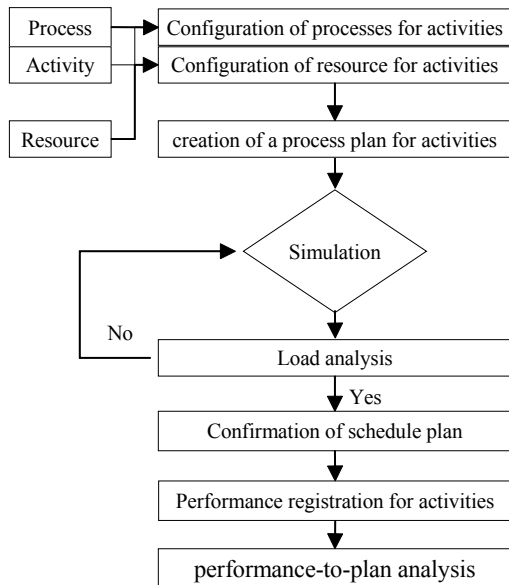 Process
Configuration of processes for activities
Activity
Configuration of resource for activities
Resource
creation of a process plan for activities
Simulation
No
Load analysis
Yes
Confirmation of schedule plan
Performance registration for activities
performance-to-plan analysis